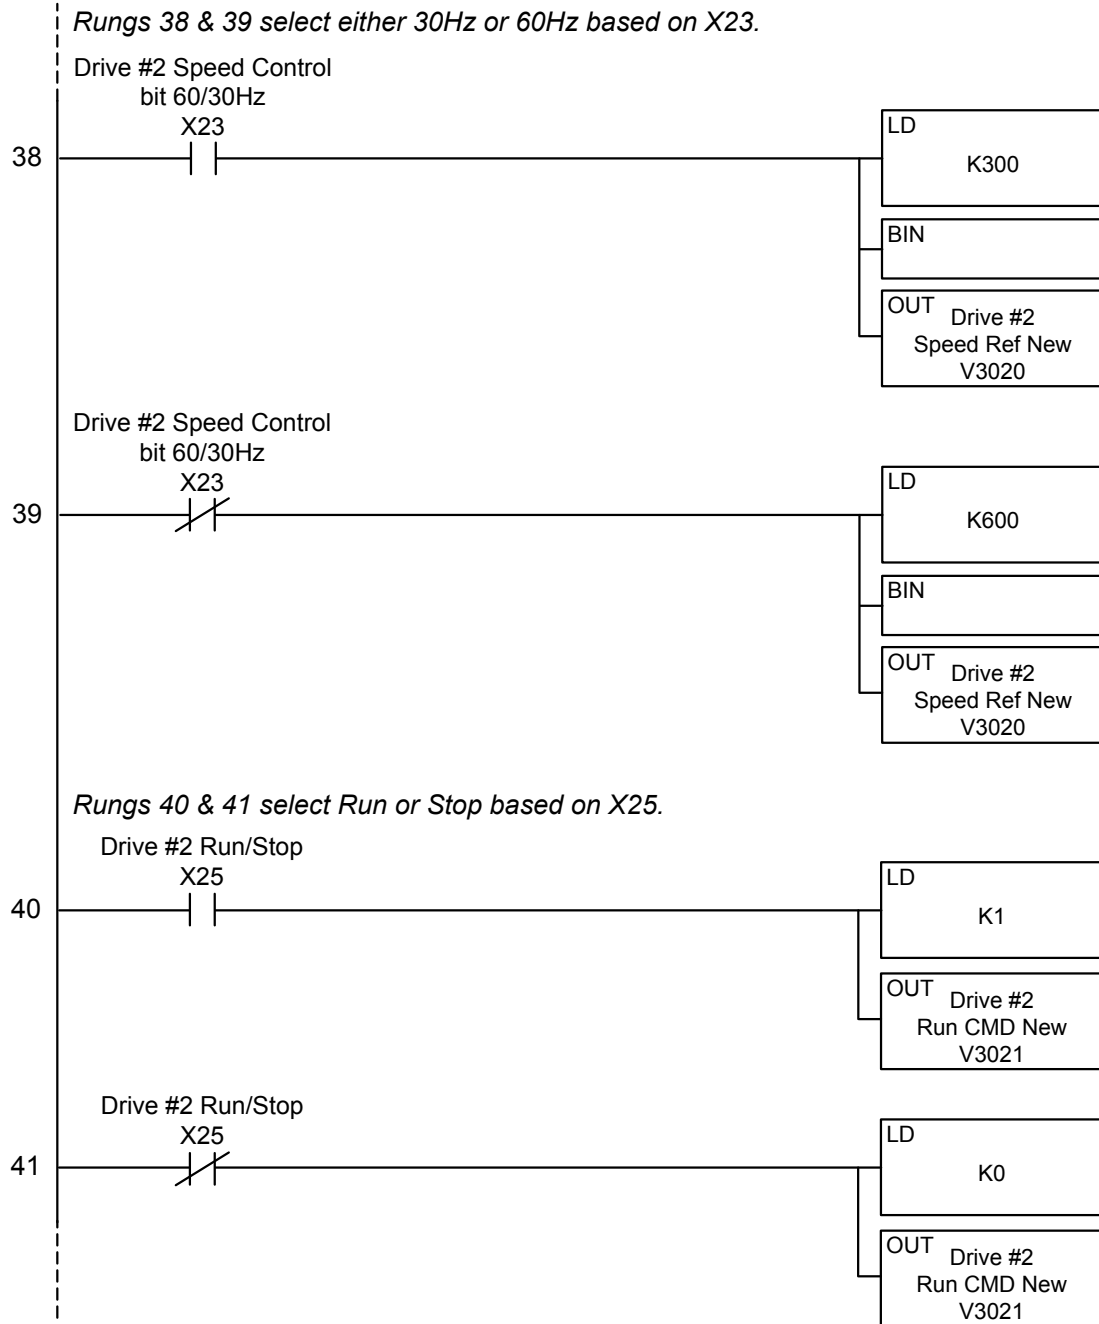 Rungs 38 & 39 select either 30Hz or 60Hz based on X23.
Drive #2 Speed Control
bit 60/30Hz
X23
38
LD
K300
BIN
OUT
Drive #2
Speed Ref New
V3020
Drive #2 Speed Control
bit 60/30Hz
X23
39
LD
K600
BIN
OUT
Drive #2
Speed Ref New
V3020
Rungs 40 & 41 select Run or Stop based on X25.
Drive #2 Run/Stop
X25
40
LD
K1
OUT
Drive #2
Run CMD New
V3021
Drive #2 Run/Stop
X25
41
LD
K0
OUT
Drive #2
Run CMD New
V3021